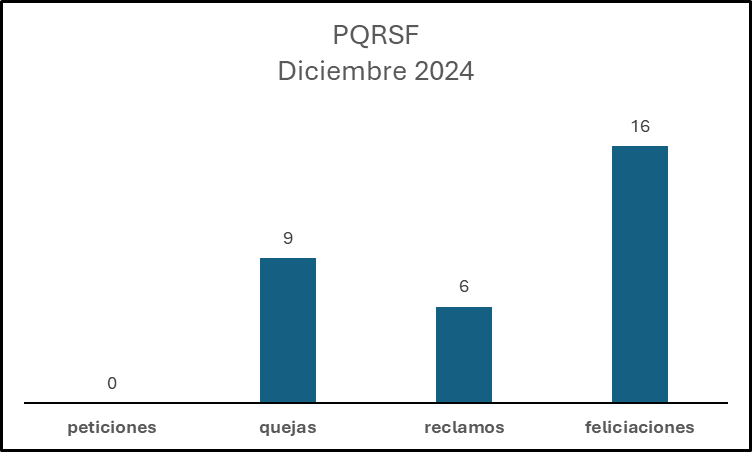 PQRSF
Diciembre 2024
16
9
6
0
peticiones quejas reclamos feliciaciones